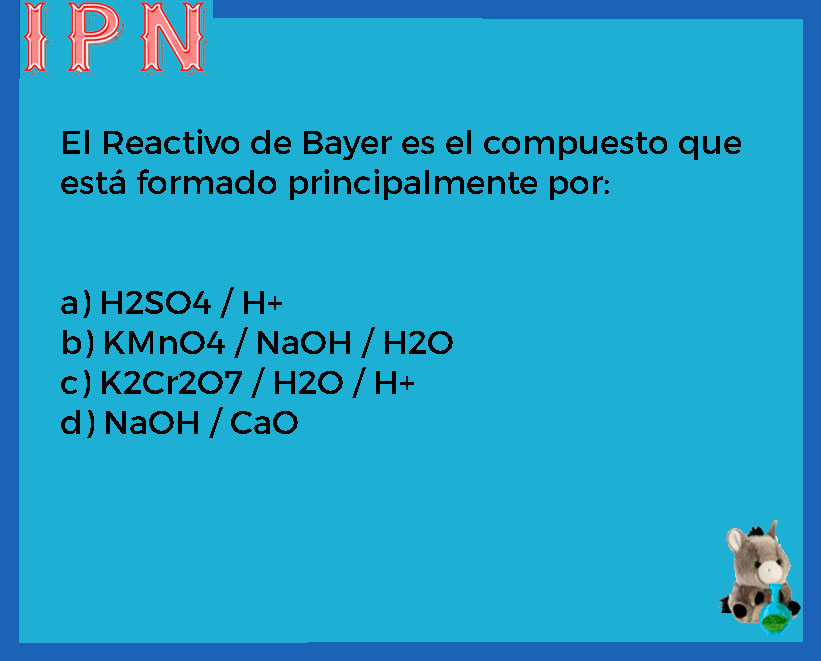 IPN
El Reactivo de Bayer es el compuesto que
está formado principalmente por:
a) H2SO4 / H+
b) KMnO4 / NaOH / H2O
c) K2Cr2O7 / H2O / H+
d) NaOH / CaO